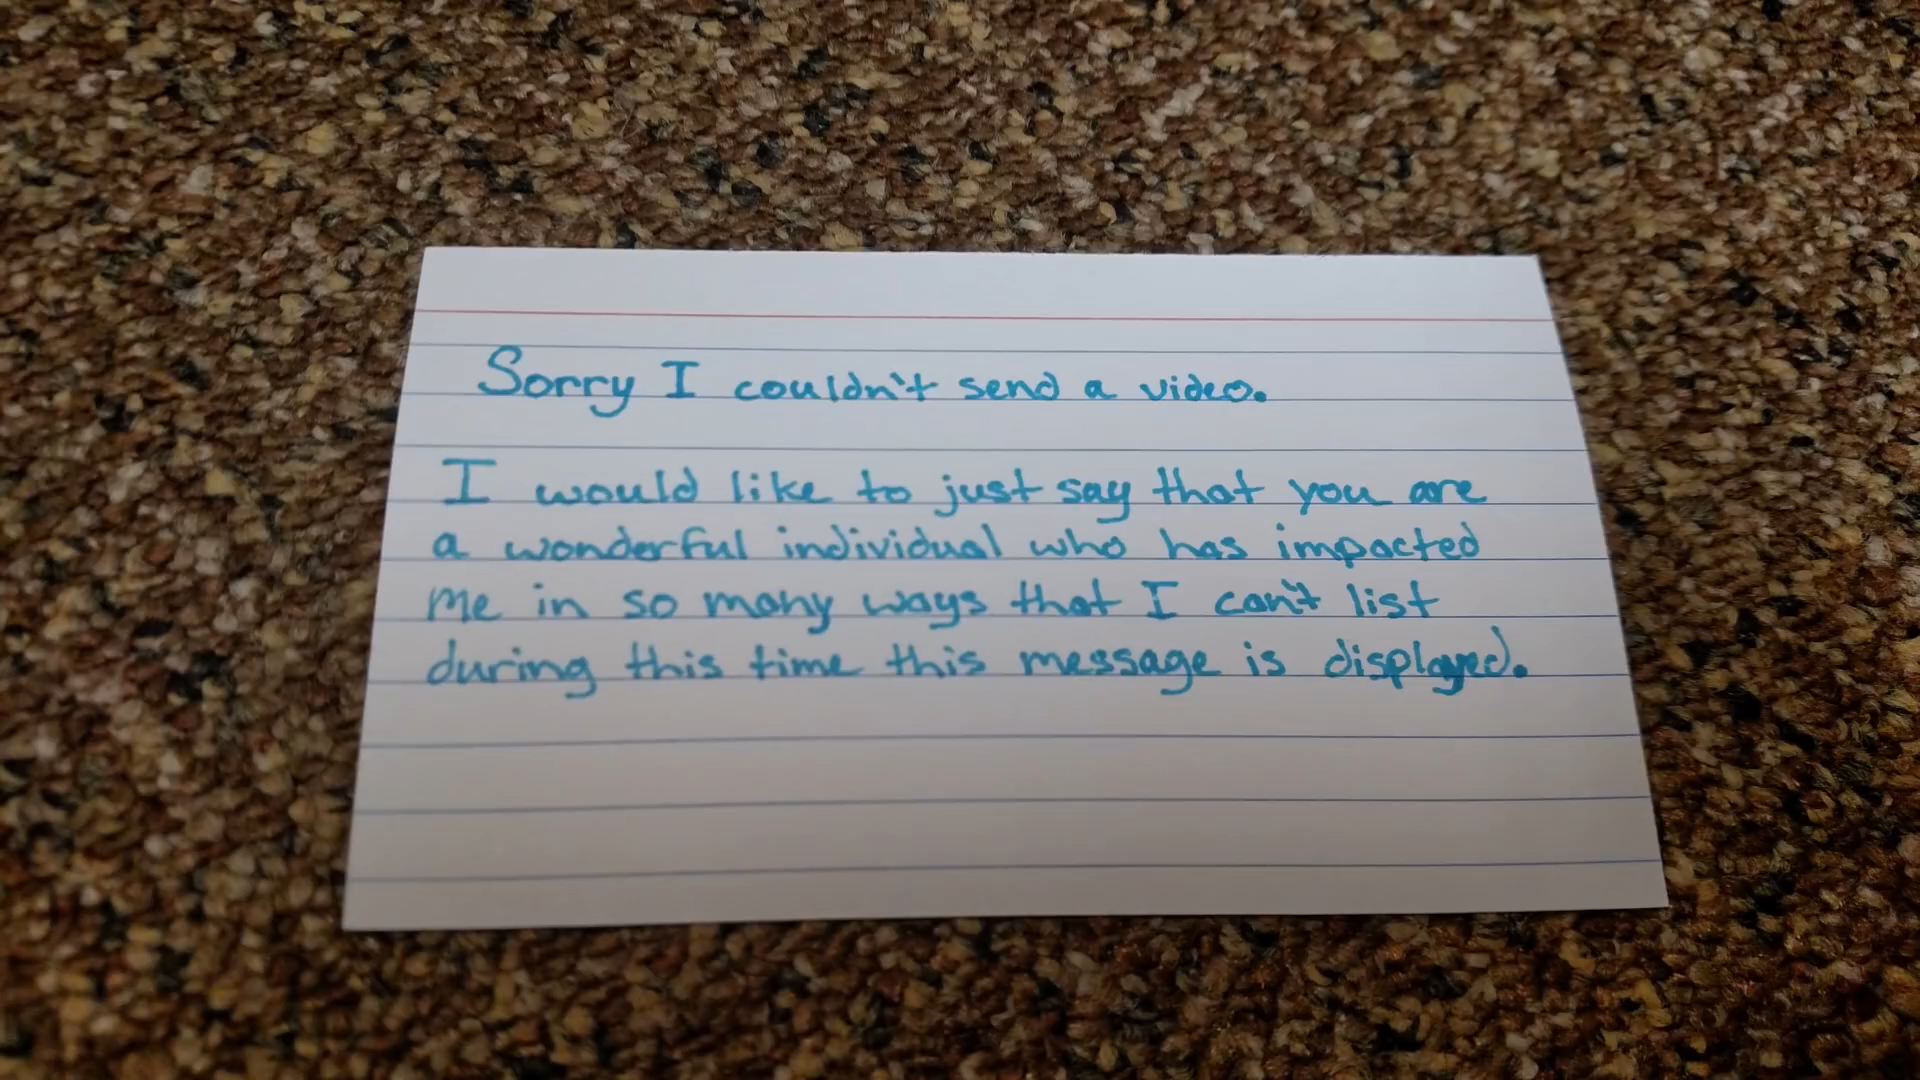 Sorry I couldn't send a video.
I would like to just say that you are
a wonderful individual who has impacted
me in so many ways that I can't list
during this time this message is displayed.